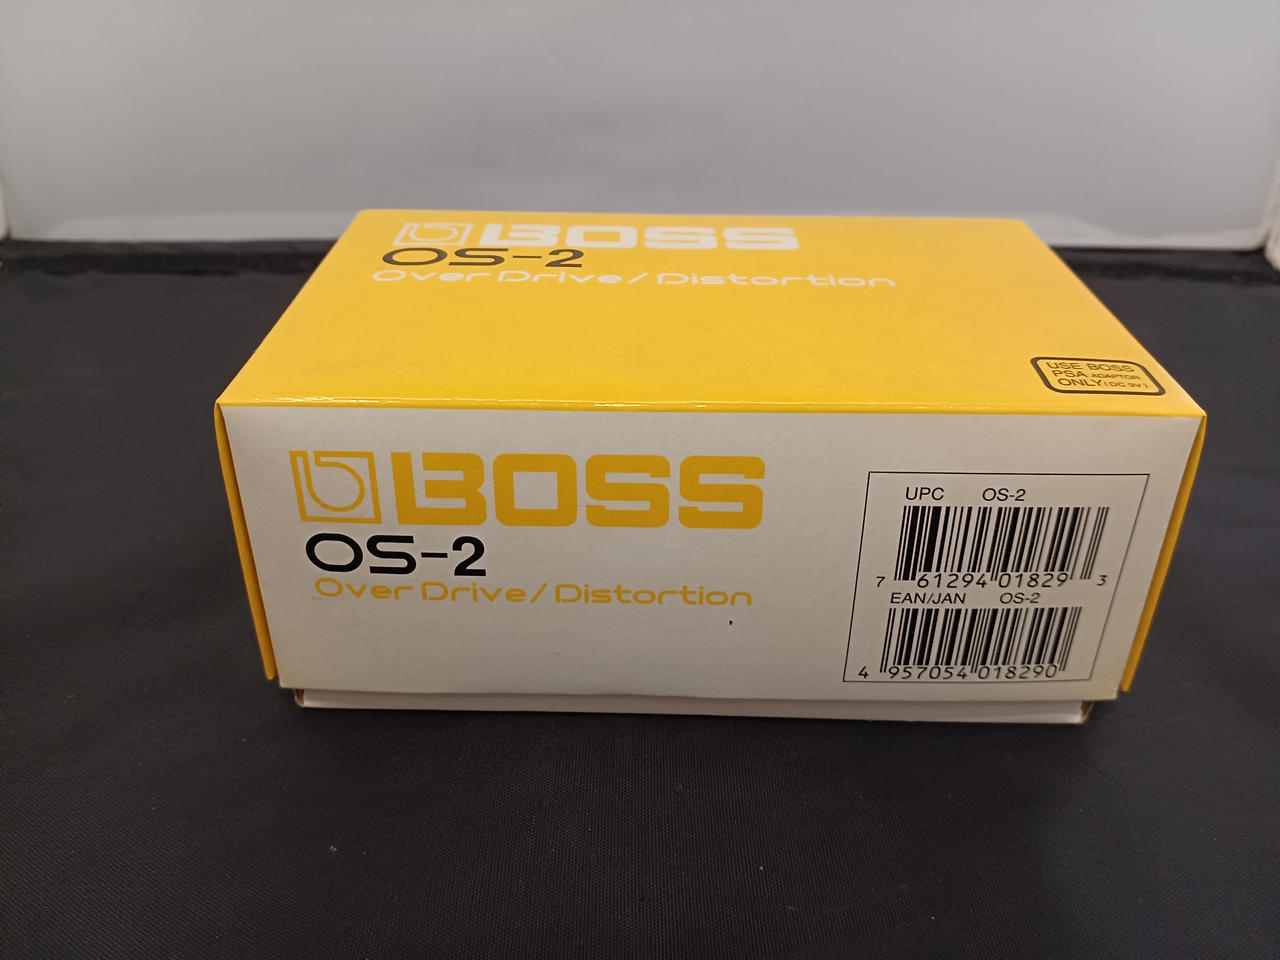 BOSS
OS-2
Over Drive/Distortion
USE BOSS
PSA ADAPTOR
ONLY (DC 9V)
BOSS
OS-2
Over Drive/Distortion
UPC OS-2
7 61294 01829 3
EAN/JAN OS-2
4 957054 018290